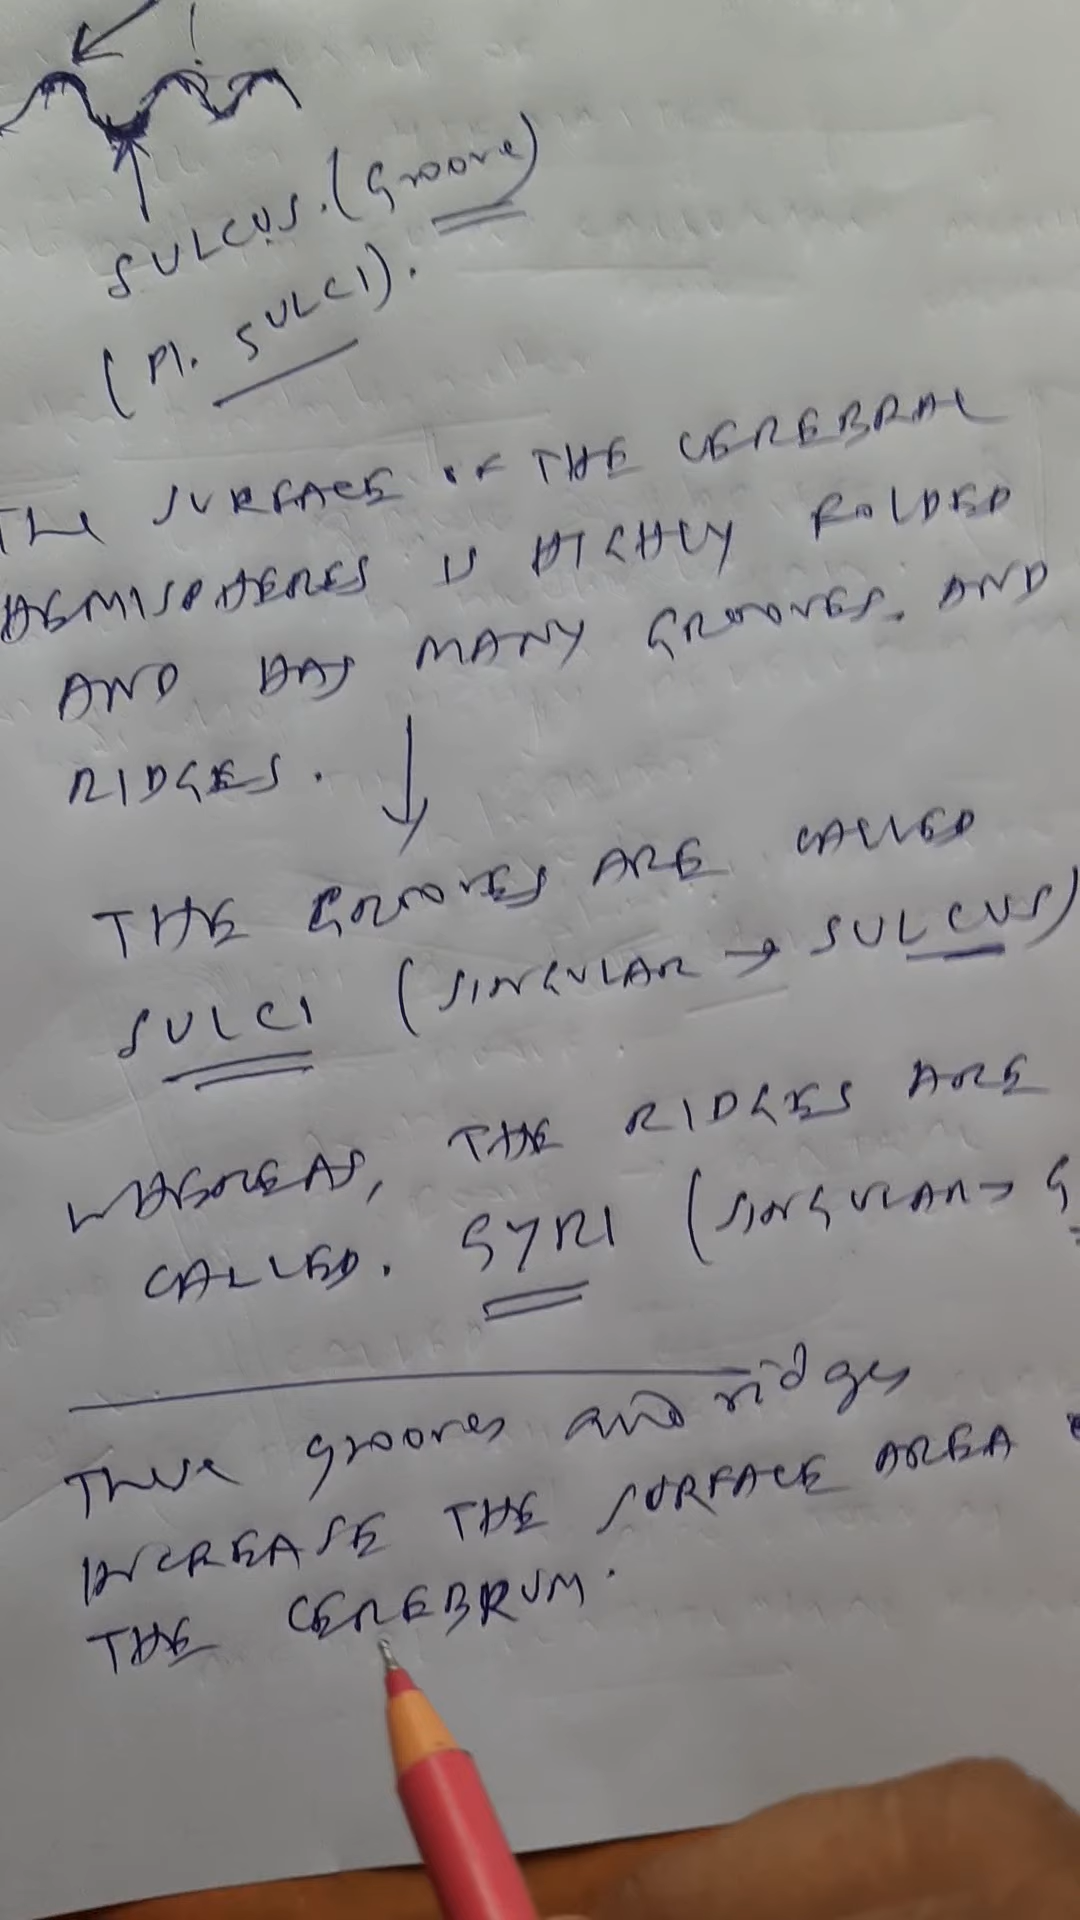 SULCUS. (Groove)
(Pl. SULCI).
THE SURFACE OF THE CEREBRAL
HEMISPHERES IS HIGHLY FOLDED
AND HAS MANY GROOVES. AND
RIDGES.
THE GROOVES ARE CALLED
SULCI (SINGULAR → SULCUS)
WHEREAS, THE RIDGES ARE
CALLED. GYRI (SINGULAR → G
These grooves and ridges
INCREASE THE SURFACE AREA
THE CEREBRUM.